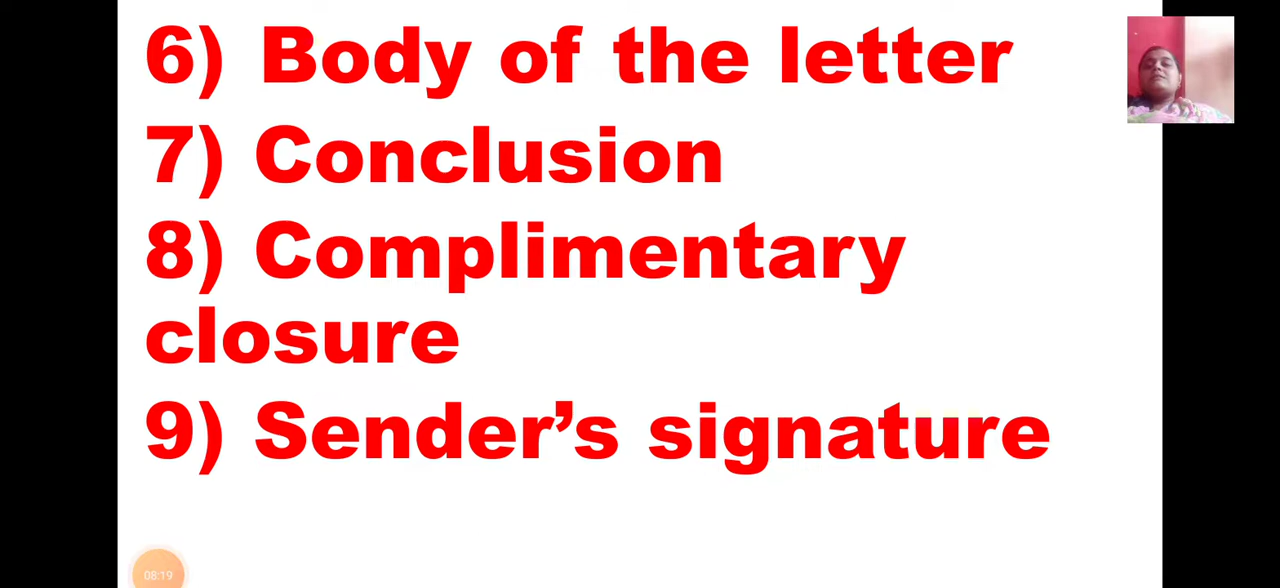 6) Body of the letter
7) Conclusion
8) Complimentary
closure
9) Sender’s signature
08:19